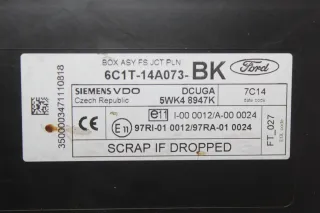 BOX ASY FS JCT PLN
6C1T-14A073-BK
Ford
SIEMENS VDO
Czech Republic
DCUGA
5WK4 8947K
7C14
3500003471110818
e11 I-00 0012/A-00 0024
E11 97RI-01 0012/97RA-01 0024
FT_027
SCRAP IF DROPPED